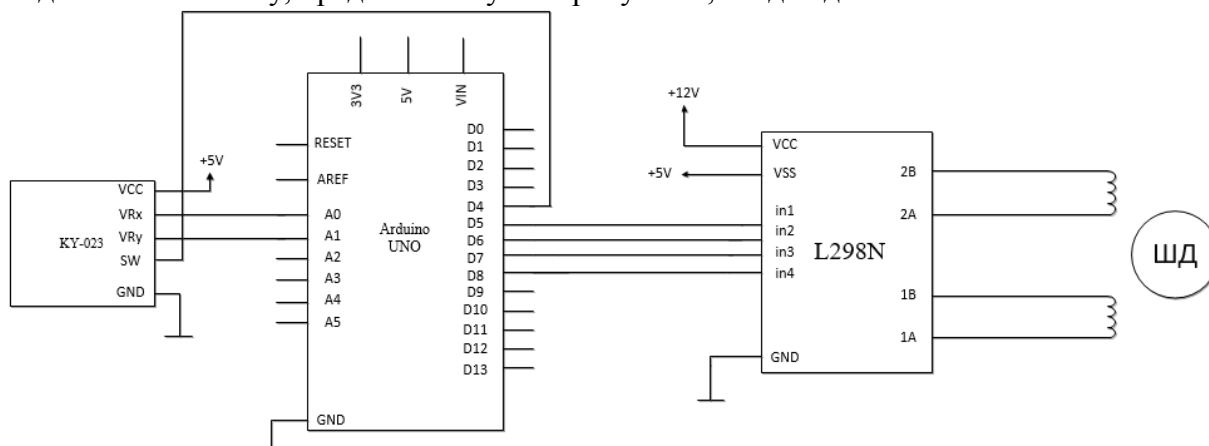 +5V
VCC
VRx
VRy
SW
GND
KY-023
3V3
5V
VIN
RESET
AREF
A0
A1
A2
A3
A4
A5
GND
Arduino
UNO
D0
D1
D2
D3
D4
D5
D6
D7
D8
D9
D10
D11
D12
D13
+12V
+5V
VCC
VSS
in1
in2
in3
in4
GND
L298N
2B
2A
1B
1A
ШД